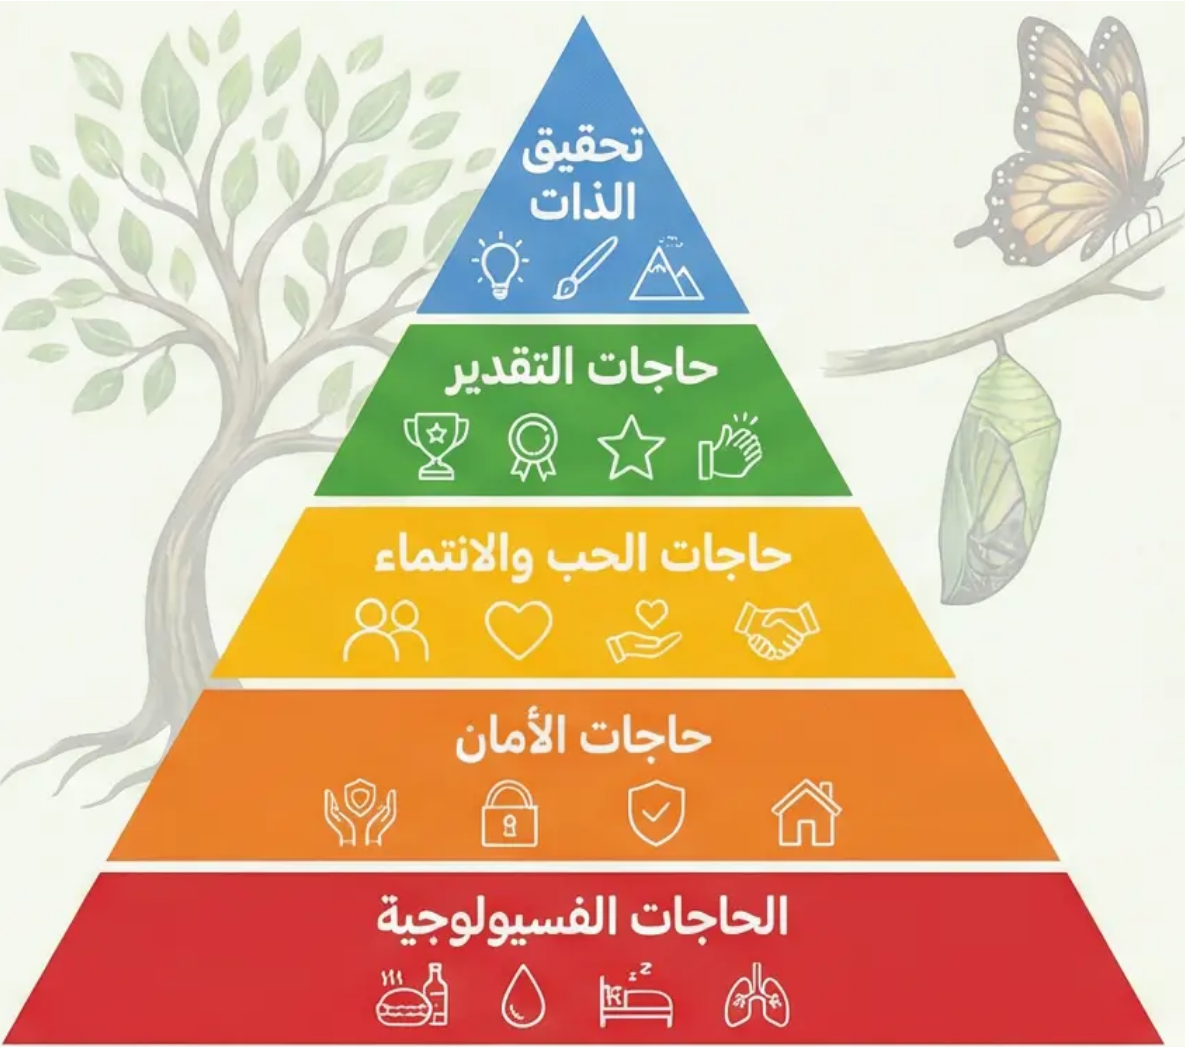 تحقيق
الذات
حاجات التقدير
حاجات الحب والانتماء
حاجات الأمان
الحاجات الفسيولوجية
z z